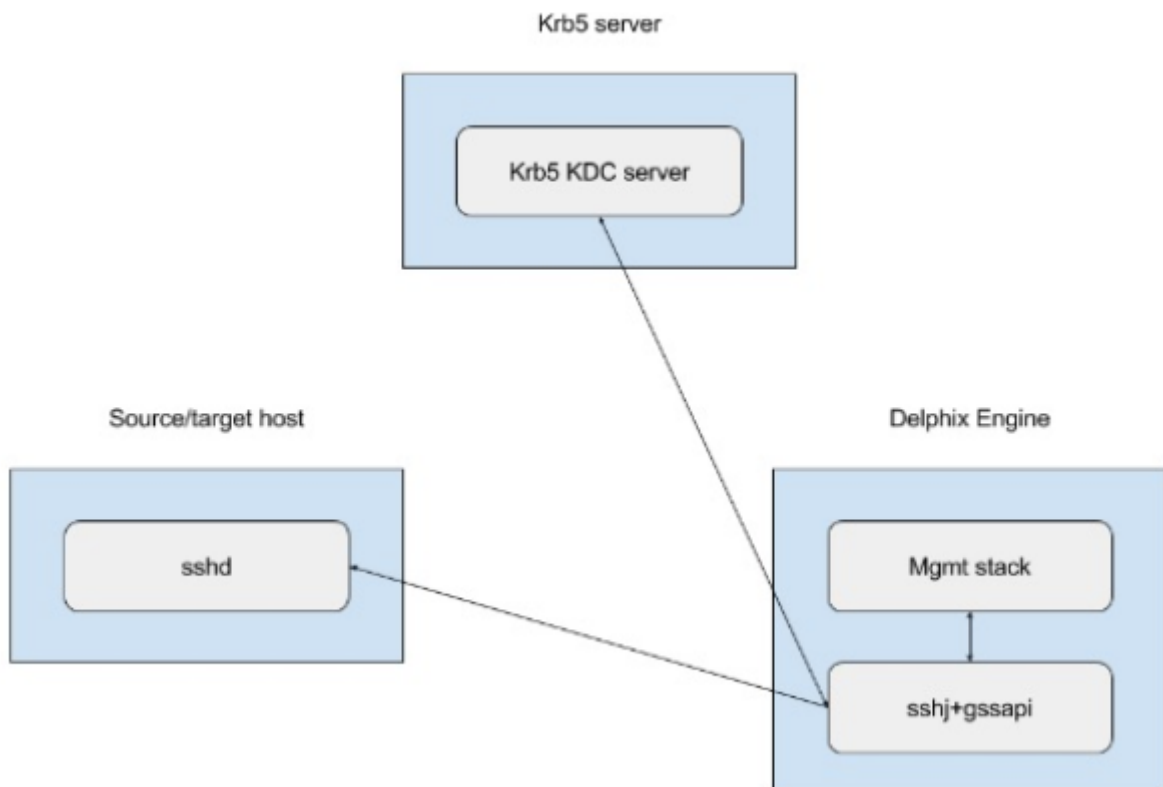 Krb5 server
Krb5 KDC server
Source/target host
Delphix Engine
sshd
Mgmt stack
sshj+gssapi